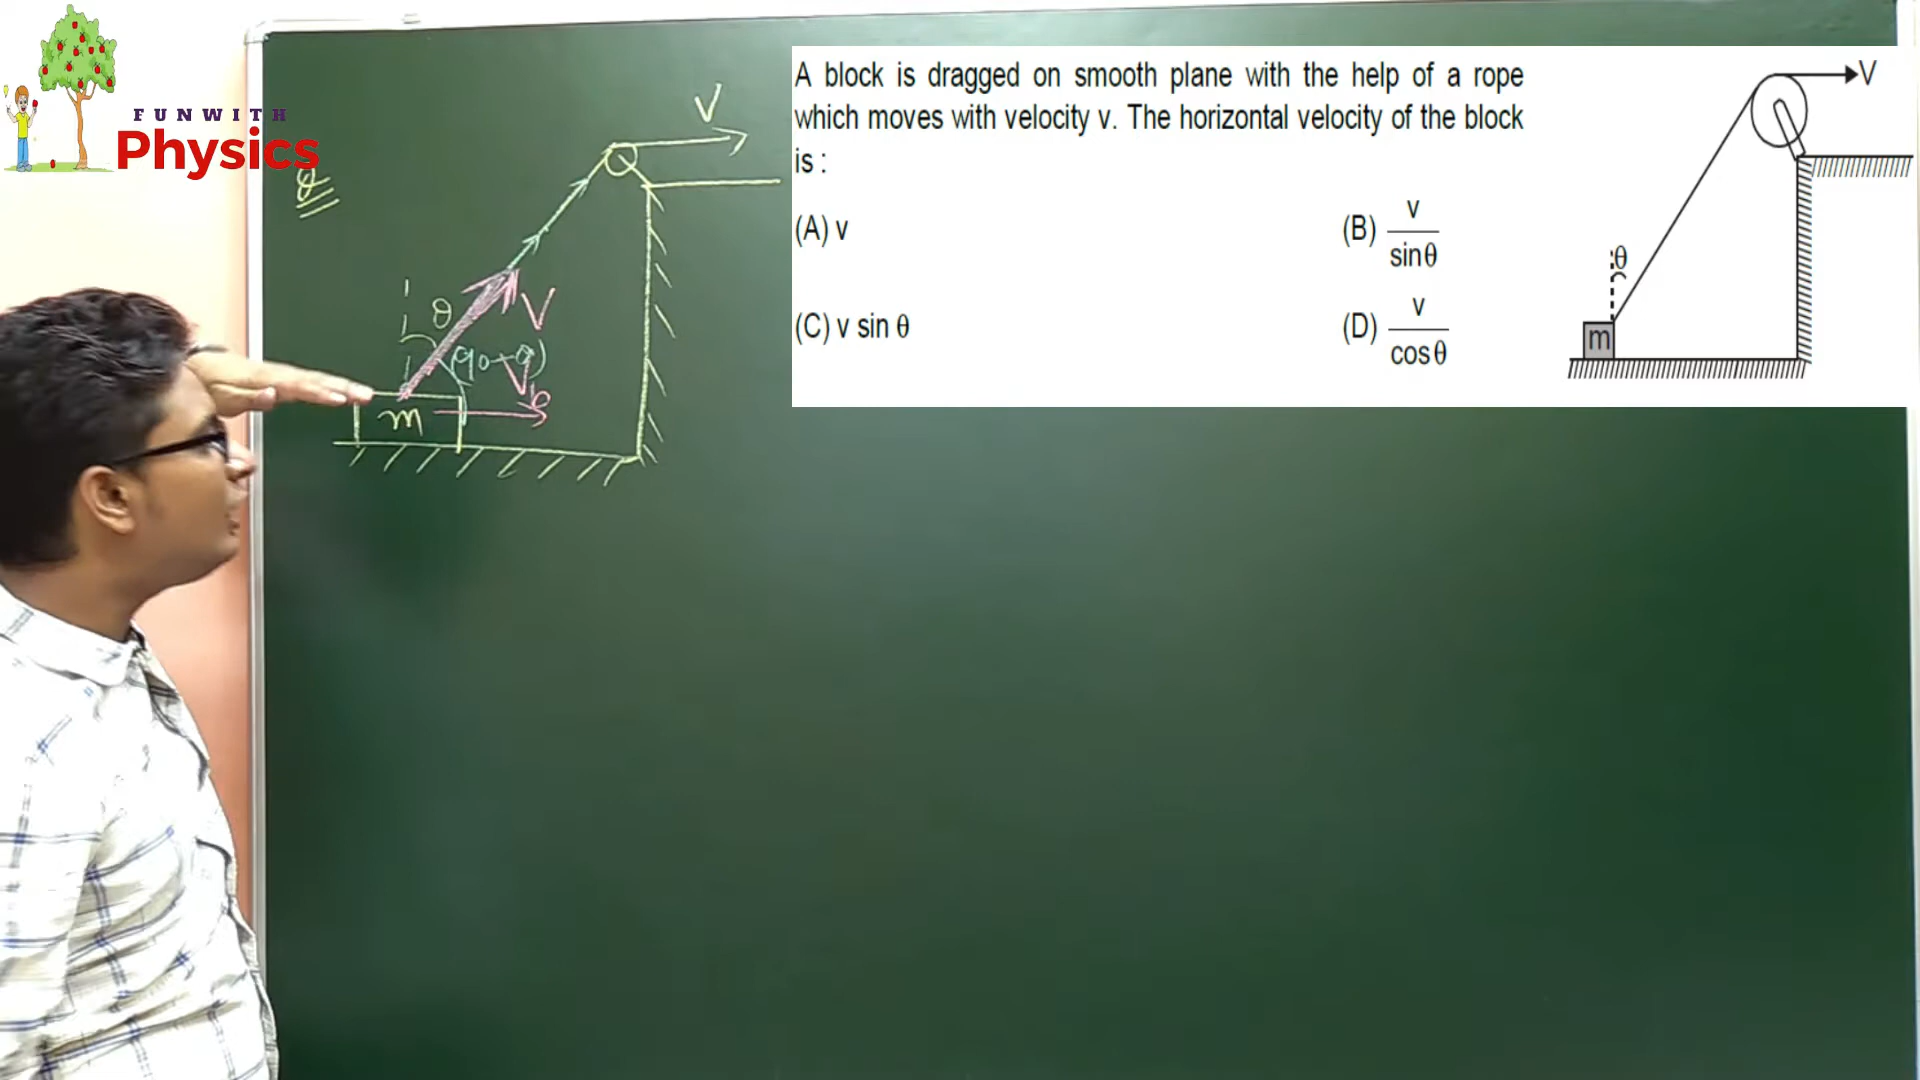 FUN WITH
Physics
Q
V
θ
V
(90-θ)
Vb
m
A block is dragged on smooth plane with the help of a rope
which moves with velocity v. The horizontal velocity of the block
is :
(A) v
(B) v/sinθ
(C) v sin θ
(D) v/cosθ
V
θ
m